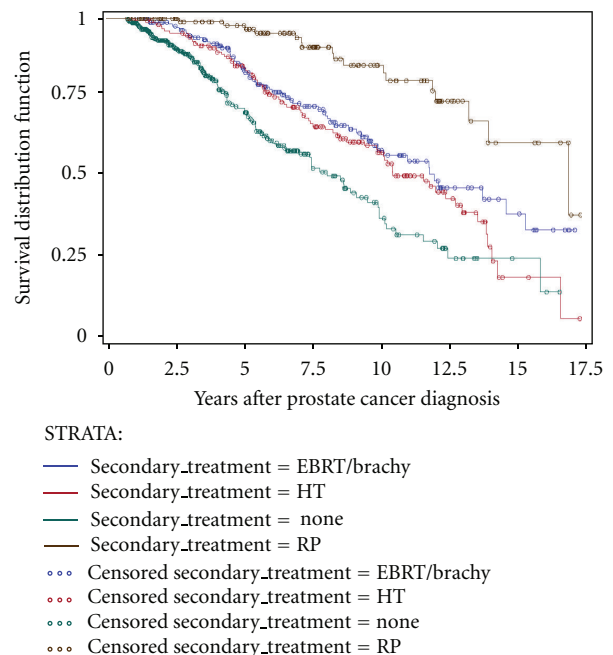 1
0.75
0.5
0.25
0
Survival distribution function
0 2.5 5 7.5 10 12.5 15 17.5
Years after prostate cancer diagnosis
STRATA:
Secondary_treatment = EBRT/brachy
Secondary_treatment = HT
Secondary_treatment = none
Secondary_treatment = RP
Censored secondary_treatment = EBRT/brachy
Censored secondary_treatment = HT
Censored secondary_treatment = none
Censored secondary_treatment = RP